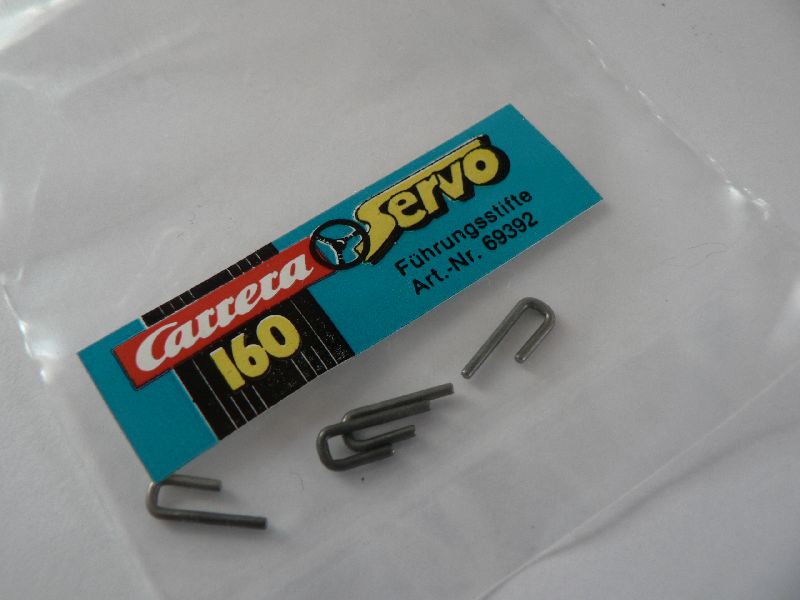 Carrera Servo
160
Führungsstifte
Art.-Nr. 69392